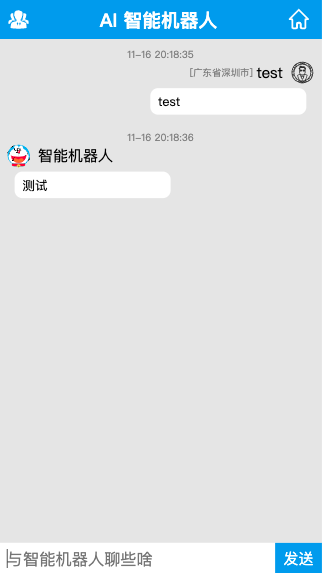 AI 智能机器人
11-16 20:18:35
[广东省深圳市] test
test
11-16 20:18:36
智能机器人
测试
与智能机器人聊些啥
发送